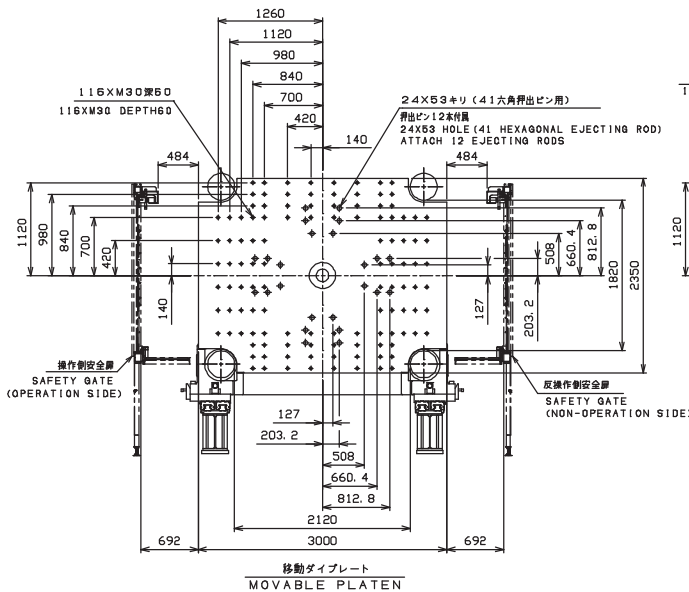 1260
1120
980
840
700
420
140
116XM30深60
116XM30 DEPTH60
24X53キリ(41六角押出ピン用)
押出ピン12本付属
24X53 HOLE(41 HEXAGONAL EJECTING ROD)
ATTACH 12 EJECTING RODS
484
484
1120
980
840
700
420
140
127
203.2
508
660.4
812.8
1820
2350
1120
1
操作側安全扉
SAFETY GATE
(OPERATION SIDE)
反操作側安全扉
SAFETY GATE
(NON-OPERATION SIDE)
127
203.2
508
660.4
812.8
2120
692
3000
692
移動ダイプレート
MOVABLE PLATEN